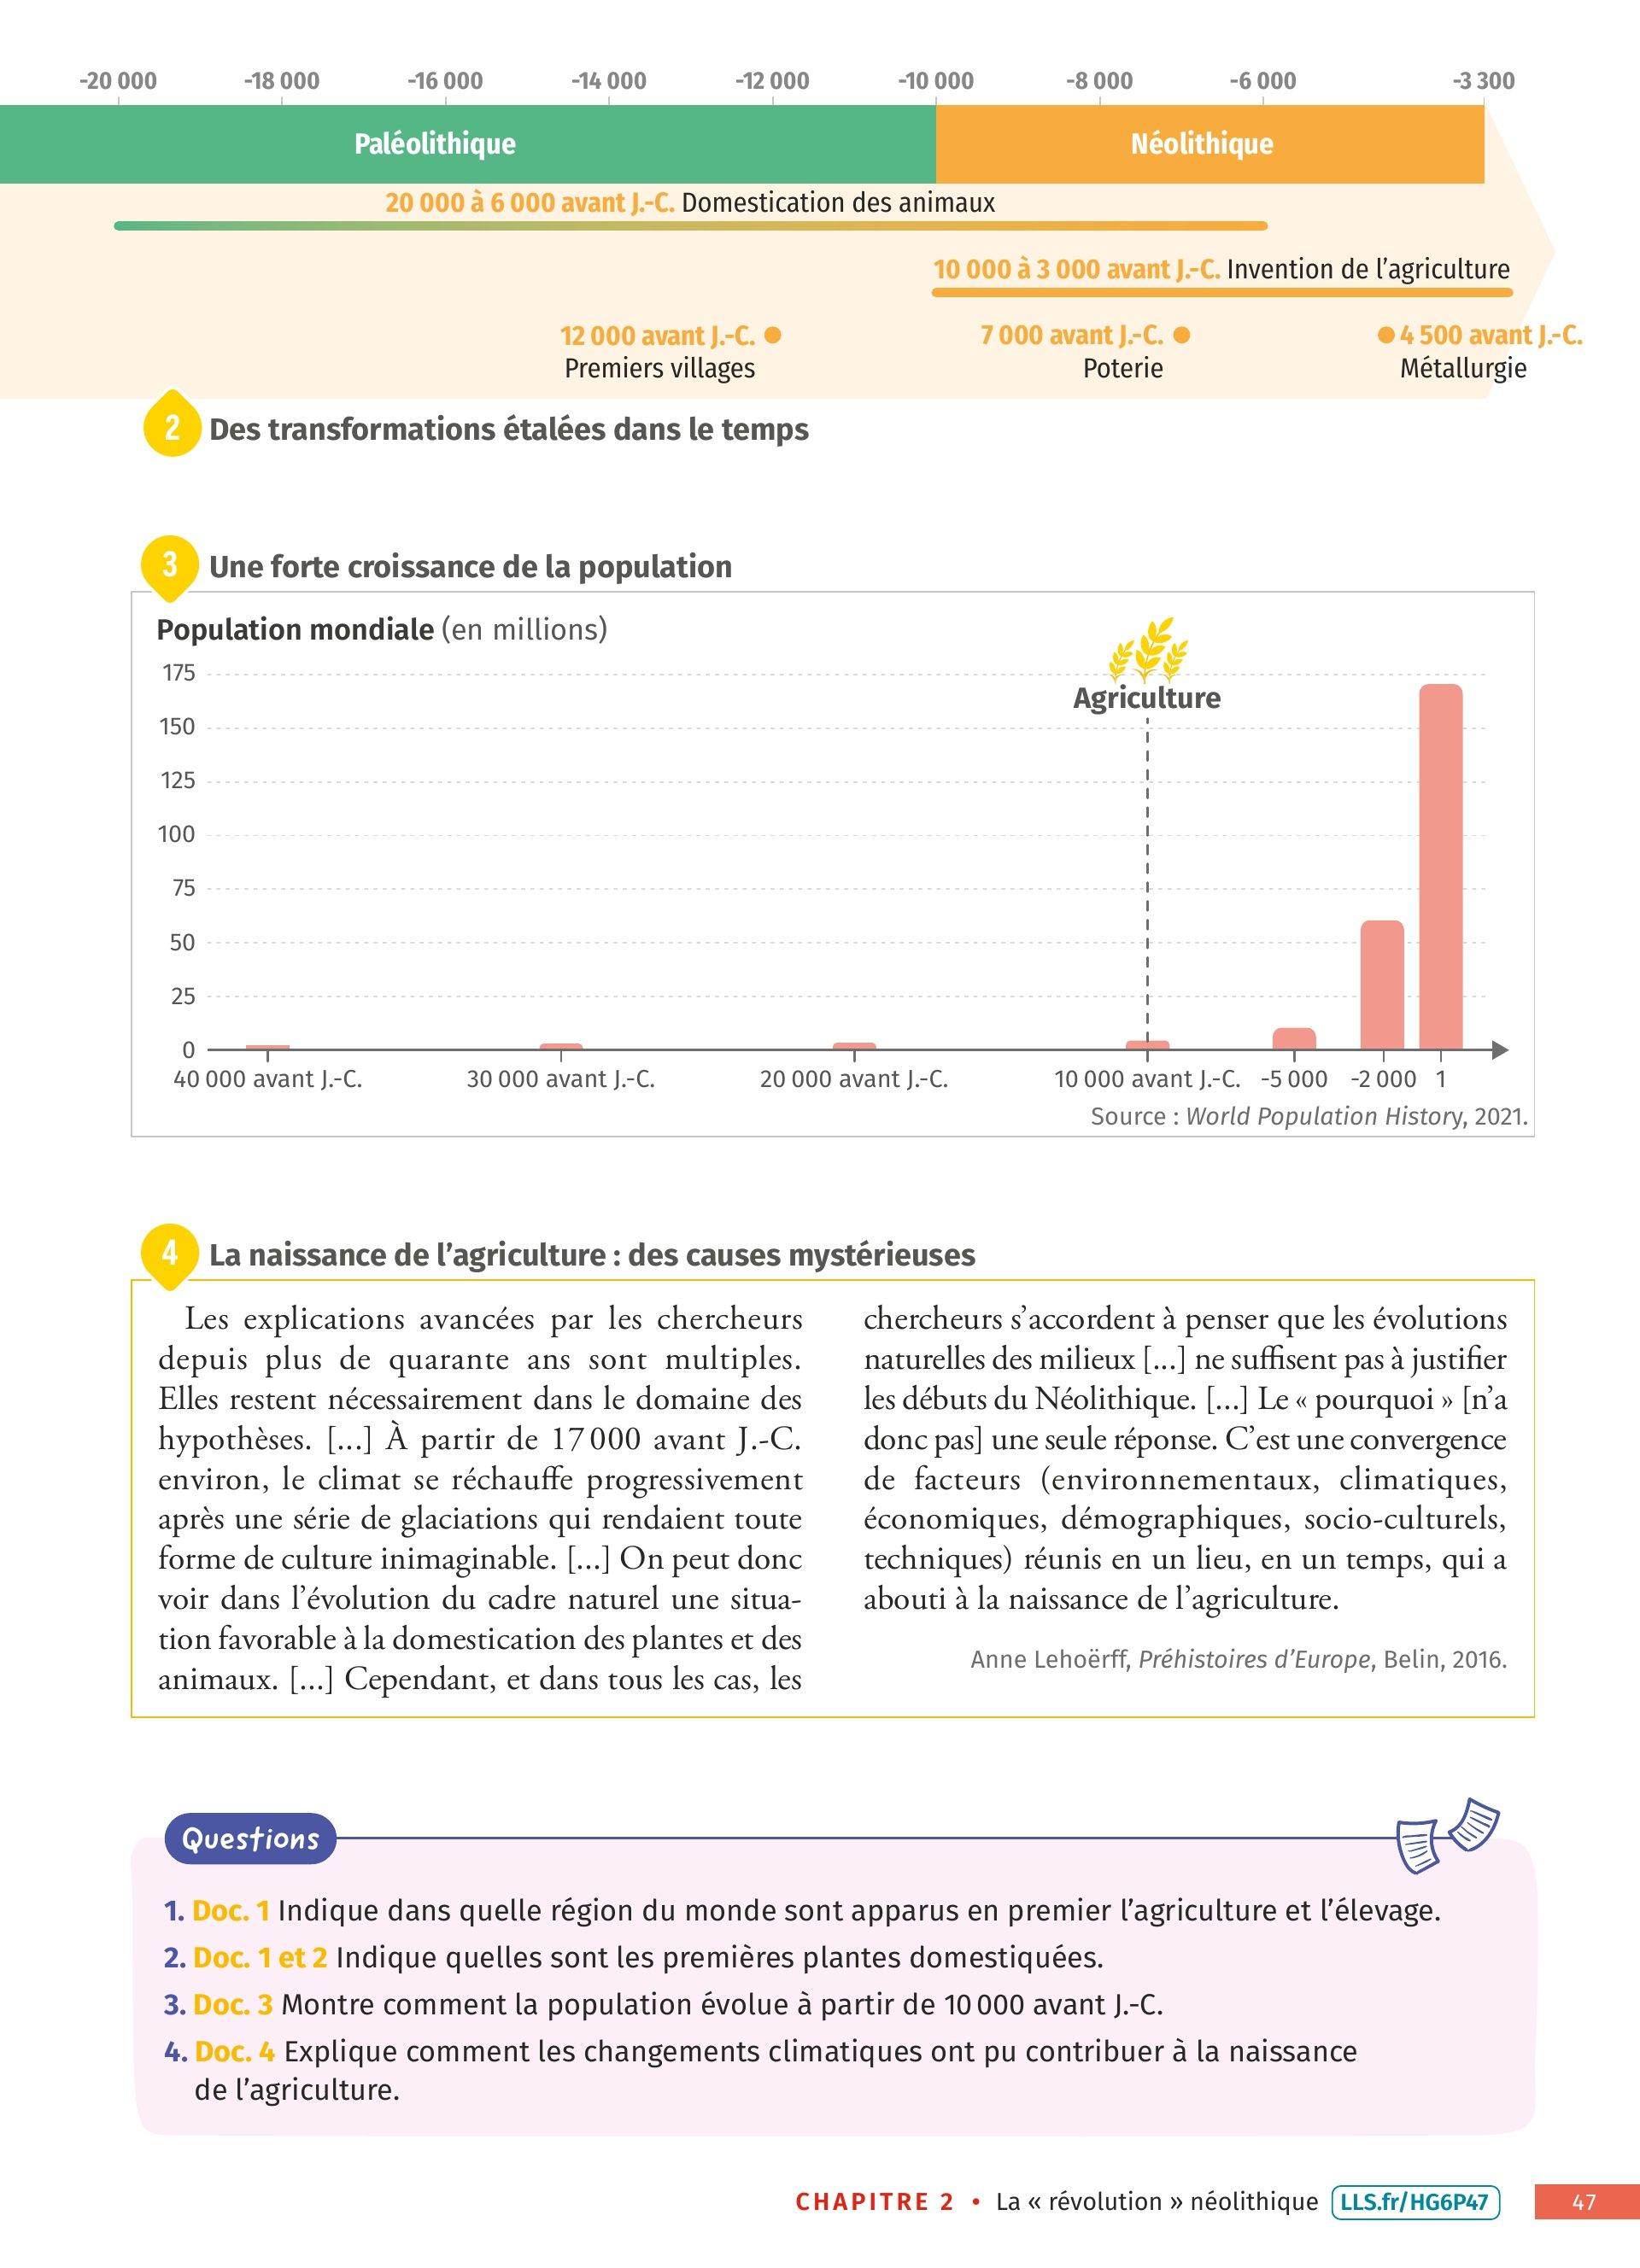 -20 000 -18 000 -16 000 -14 000 -12 000 -10 000 -8 000 -6 000 -3 300
Paléolithique Néolithique
20 000 à 6 000 avant J.-C. Domestication des animaux
10 000 à 3 000 avant J.-C. Invention de l'agriculture
12 000 avant J.-C. 7 000 avant J.-C. 4 500 avant J.-C.
Premiers villages Poterie Métallurgie
2 Des transformations étalées dans le temps
3 Une forte croissance de la population
Population mondiale (en millions)
175
Agriculture
150
125
100
75
50
25
0
40 000 avant J.-C. 30 000 avant J.-C. 20 000 avant J.-C. 10 000 avant J.-C. -5 000 -2 000 1
Source : World Population History, 2021.
4 La naissance de l'agriculture : des causes mystérieuses
Les explications avancées par les chercheurs
depuis plus de quarante ans sont multiples.
Elles restent nécessairement dans le domaine des
hypothèses. [...] À partir de 17 000 avant J.-C.
environ, le climat se réchauffe progressivement
après une série de glaciations qui rendaient toute
forme de culture inimaginable. [...] On peut donc
voir dans l'évolution du cadre naturel une situa-
tion favorable à la domestication des plantes et des
animaux. [...] Cependant, et dans tous les cas, les
chercheurs s'accordent à penser que les évolutions
naturelles des milieux [...] ne suffisent pas à justifier
les débuts du Néolithique. [...] Le « pourquoi » [n'a
donc pas] une seule réponse. C'est une convergence
de facteurs (environnementaux, climatiques,
économiques, démographiques, socio-culturels,
techniques) réunis en un lieu, en un temps, qui a
abouti à la naissance de l'agriculture.
Anne Lehoërff, Préhistoires d'Europe, Belin, 2016.
Questions
1. Doc. 1 Indique dans quelle région du monde sont apparus en premier l'agriculture et l'élevage.
2. Doc. 1 et 2 Indique quelles sont les premières plantes domestiquées.
3. Doc. 3 Montre comment la population évolue à partir de 10 000 avant J.-C.
4. Doc. 4 Explique comment les changements climatiques ont pu contribuer à la naissance
de l'agriculture.
CHAPITRE 2 • La « révolution » néolithique LLS.fr/HG6P47 47